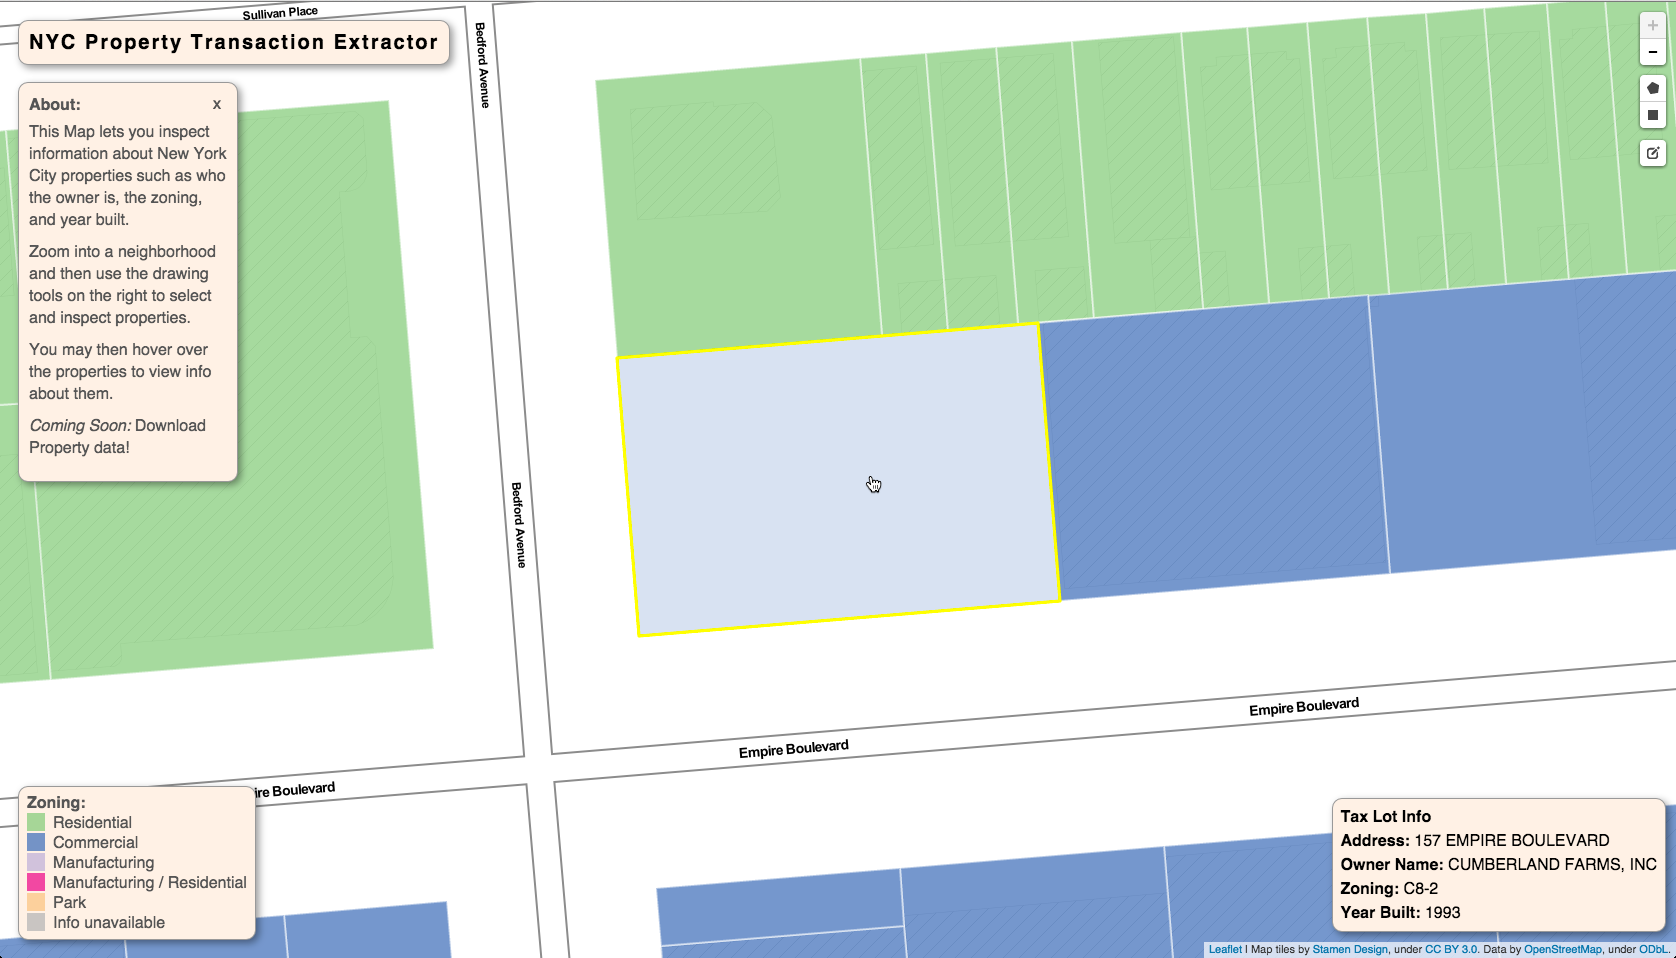 Sullivan Place
NYC Property Transaction Extractor
Bedford Avenue
About:
x
This Map lets you inspect
information about New York
City properties such as who
the owner is, the zoning,
and year built.
Zoom into a neighborhood
and then use the drawing
tools on the right to select
and inspect properties.
You may then hover over
the properties to view info
about them.
Coming Soon: Download
Property data!
+
−
Bedford Avenue
Empire Boulevard
Empire Boulevard
ire Boulevard
Zoning:
Residential
Commercial
Manufacturing
Manufacturing / Residential
Park
Info unavailable
Tax Lot Info
Address: 157 EMPIRE BOULEVARD
Owner Name: CUMBERLAND FARMS, INC
Zoning: C8-2
Year Built: 1993
Leaflet | Map tiles by Stamen Design, under CC BY 3.0. Data by OpenStreetMap, under ODbL.